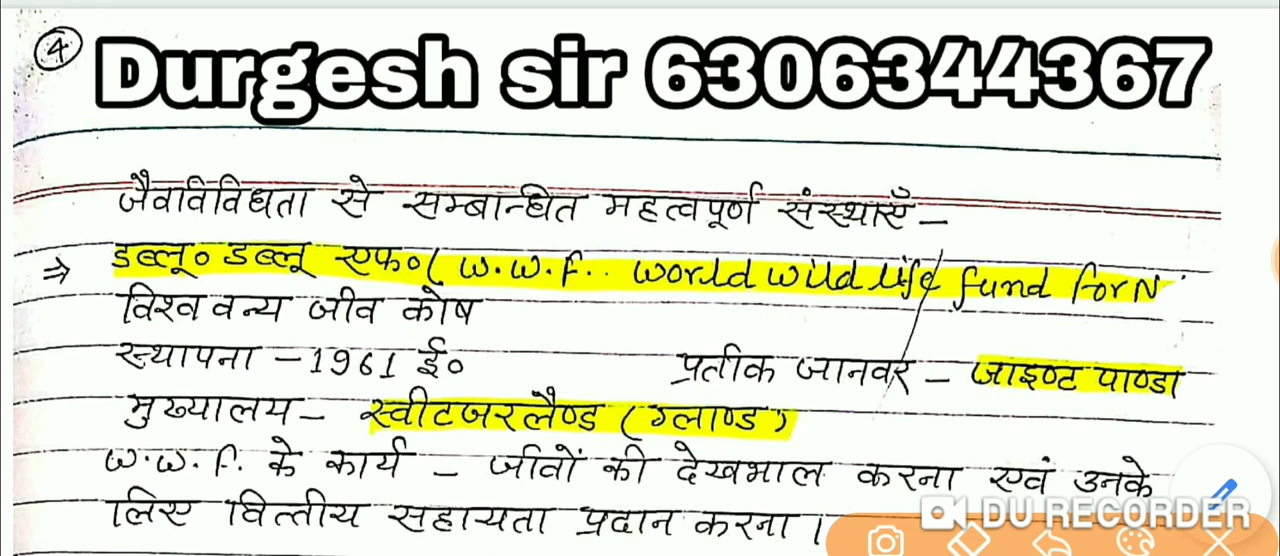 ④ Durgesh sir 6306344367
जैवविविधता से सम्बन्धित महत्वपूर्ण संस्थाएँ –
⇒ डब्लू० डब्लू एफ० ( W.W.F.. World wild life fund for N
विश्व वन्य जीव कोष
स्थापना – 1961 ई० प्रतीक जानवर – जाइण्ट पाण्डा
मुख्यालय – स्वीटजरलैण्ड (ग्लाण्ड)
W.W.F. के कार्य – जीवों की देखभाल करना एवं उनके
लिए वित्तीय सहायता प्रदान करना।
DU RECORDER